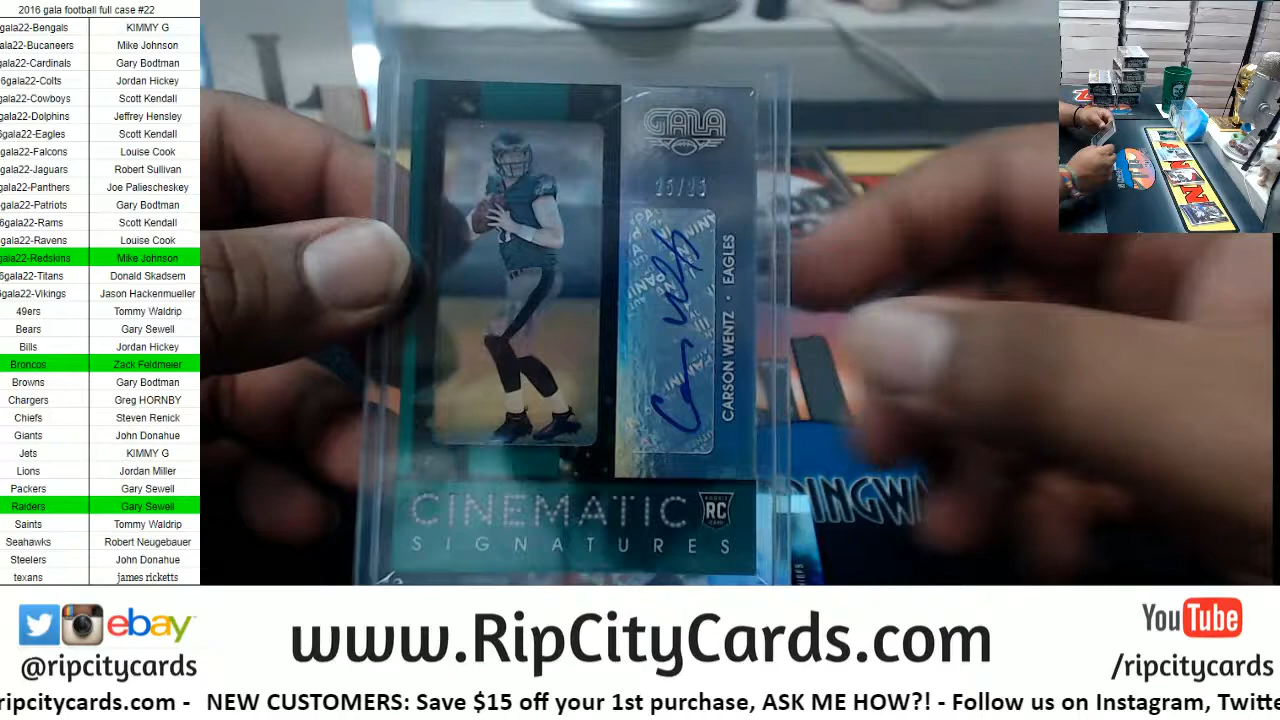 2016 gala football full case #22
gala22-Bengals KIMMY G
ala22-Bucaneers Mike Johnson
gala22-Cardinals Gary Bodtman
6gala22-Colts Jordan Hickey
gala22-Cowboys Scott Kendall
gala22-Dolphins Jeffrey Hensley
6gala22-Eagles Scott Kendall
gala22-Falcons Louise Cook
gala22-Jaguars Robert Sullivan
gala22-Panthers Joe Paliescheskey
gala22-Patriots Gary Bodtman
6gala22-Rams Scott Kendall
gala22-Ravens Louise Cook
gala22-Redskins Mike Johnson
6gala22-Titans Donald Skadsem
6gala22-Vikings Jason Hackenmueller
49ers Tommy Waldrip
Bears Gary Sewell
Bills Jordan Hickey
Broncos Zack Feldmeier
Browns Gary Bodtman
Chargers Greg HORNBY
Chiefs Steven Renick
Giants John Donahue
Jets KIMMY G
Lions Jordan Miller
Packers Gary Sewell
Raiders Gary Sewell
Saints Tommy Waldrip
Seahawks Robert Neugebauer
Steelers John Donahue
texans james ricketts
GALA
CARSON WENTZ · EAGLES
CINEMATIC
ROOKIE RC
SIGNATURES
ebay
@ripcitycards
www.RipCityCards.com
YouTube
/ripcitycards
ripcitycards.com - NEW CUSTOMERS: Save $15 off your 1st purchase, ASK ME HOW?! - Follow us on Instagram, Twitte